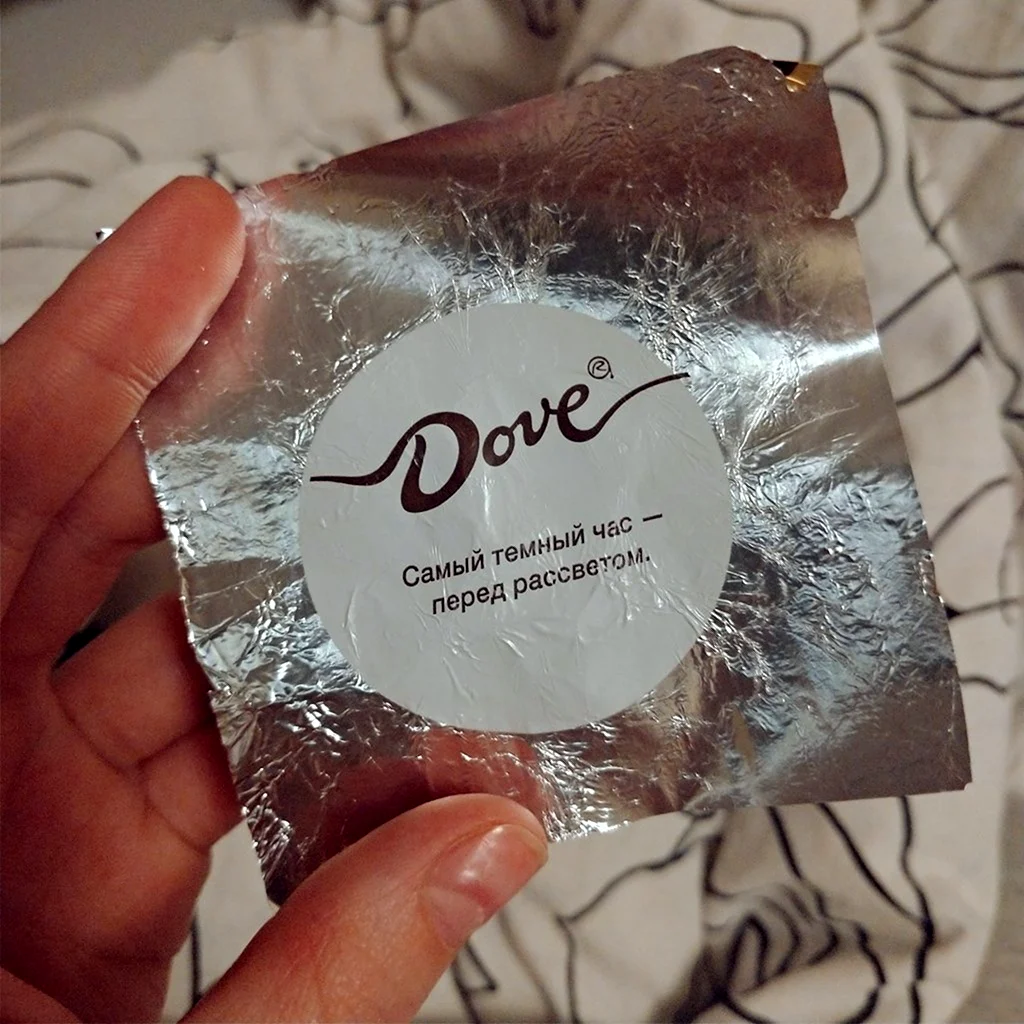 Dove®
Самый темный час –
перед рассветом.